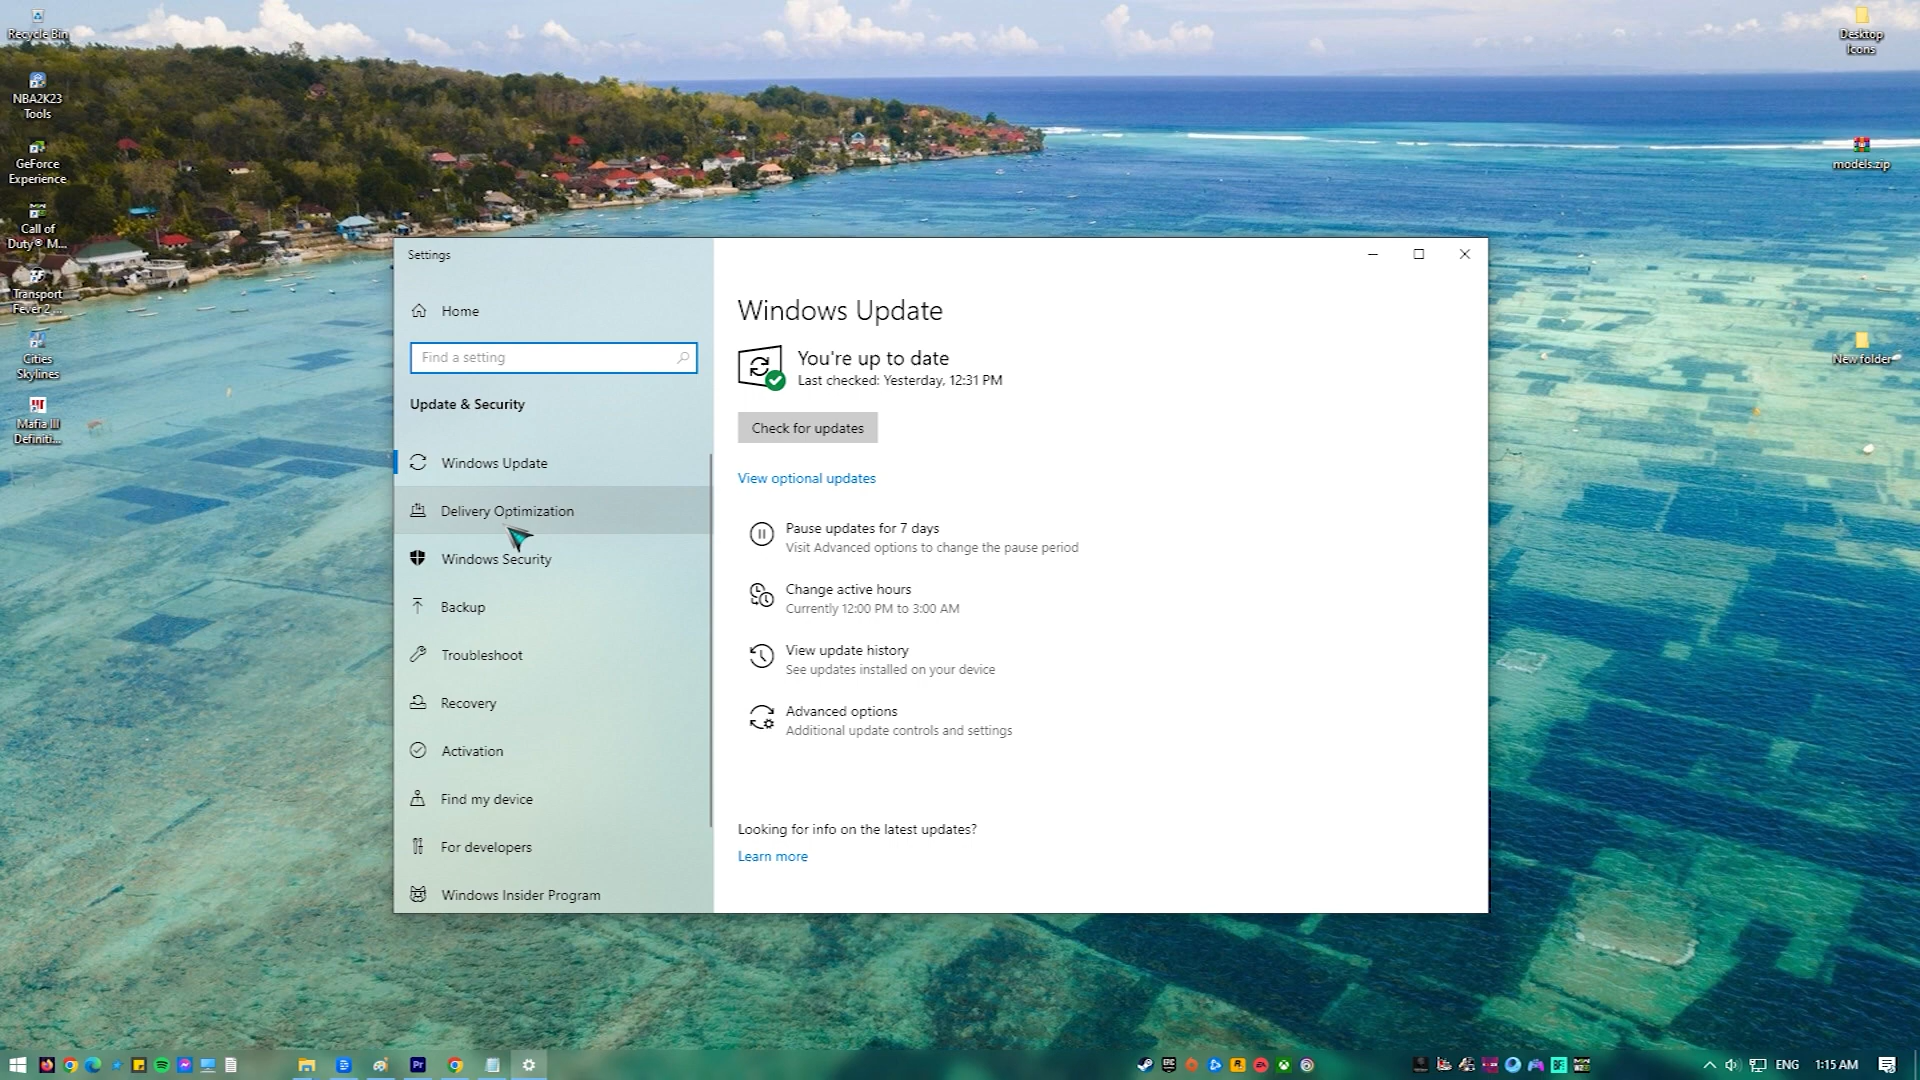 Recycle Bin
NBA2K23
Tools
GeForce
Experience
Call of
Duty® M...
Transport
Fever 2 ...
Cities
Skylines
Mafia III
Definiti...
Desktop
Icons
models.zip
New folder
Settings
Home
Find a setting
Update & Security
Windows Update
Delivery Optimization
Windows Security
Backup
Troubleshoot
Recovery
Activation
Find my device
For developers
Windows Insider Program
Windows Update
You're up to date
Last checked: Yesterday, 12:31 PM
Check for updates
View optional updates
Pause updates for 7 days
Visit Advanced options to change the pause period
Change active hours
Currently 12:00 PM to 3:00 AM
View update history
See updates installed on your device
Advanced options
Additional update controls and settings
Looking for info on the latest updates?
Learn more
Pr
EPIC
EA
ENG
1:15 AM